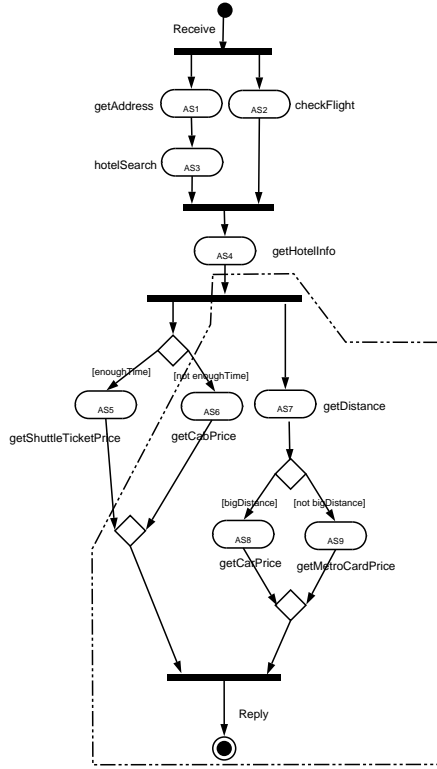 Receive
getAddress
AS1
AS2
checkFlight
hotelSearch
AS3
AS4
getHotelInfo
[enoughTime]
[not enoughTime]
AS5
AS6
AS7
getDistance
getShuttleTicketPrice
getCabPrice
[bigDistance]
[not bigDistance]
AS8
AS9
getCarPrice
getMetroCardPrice
Reply